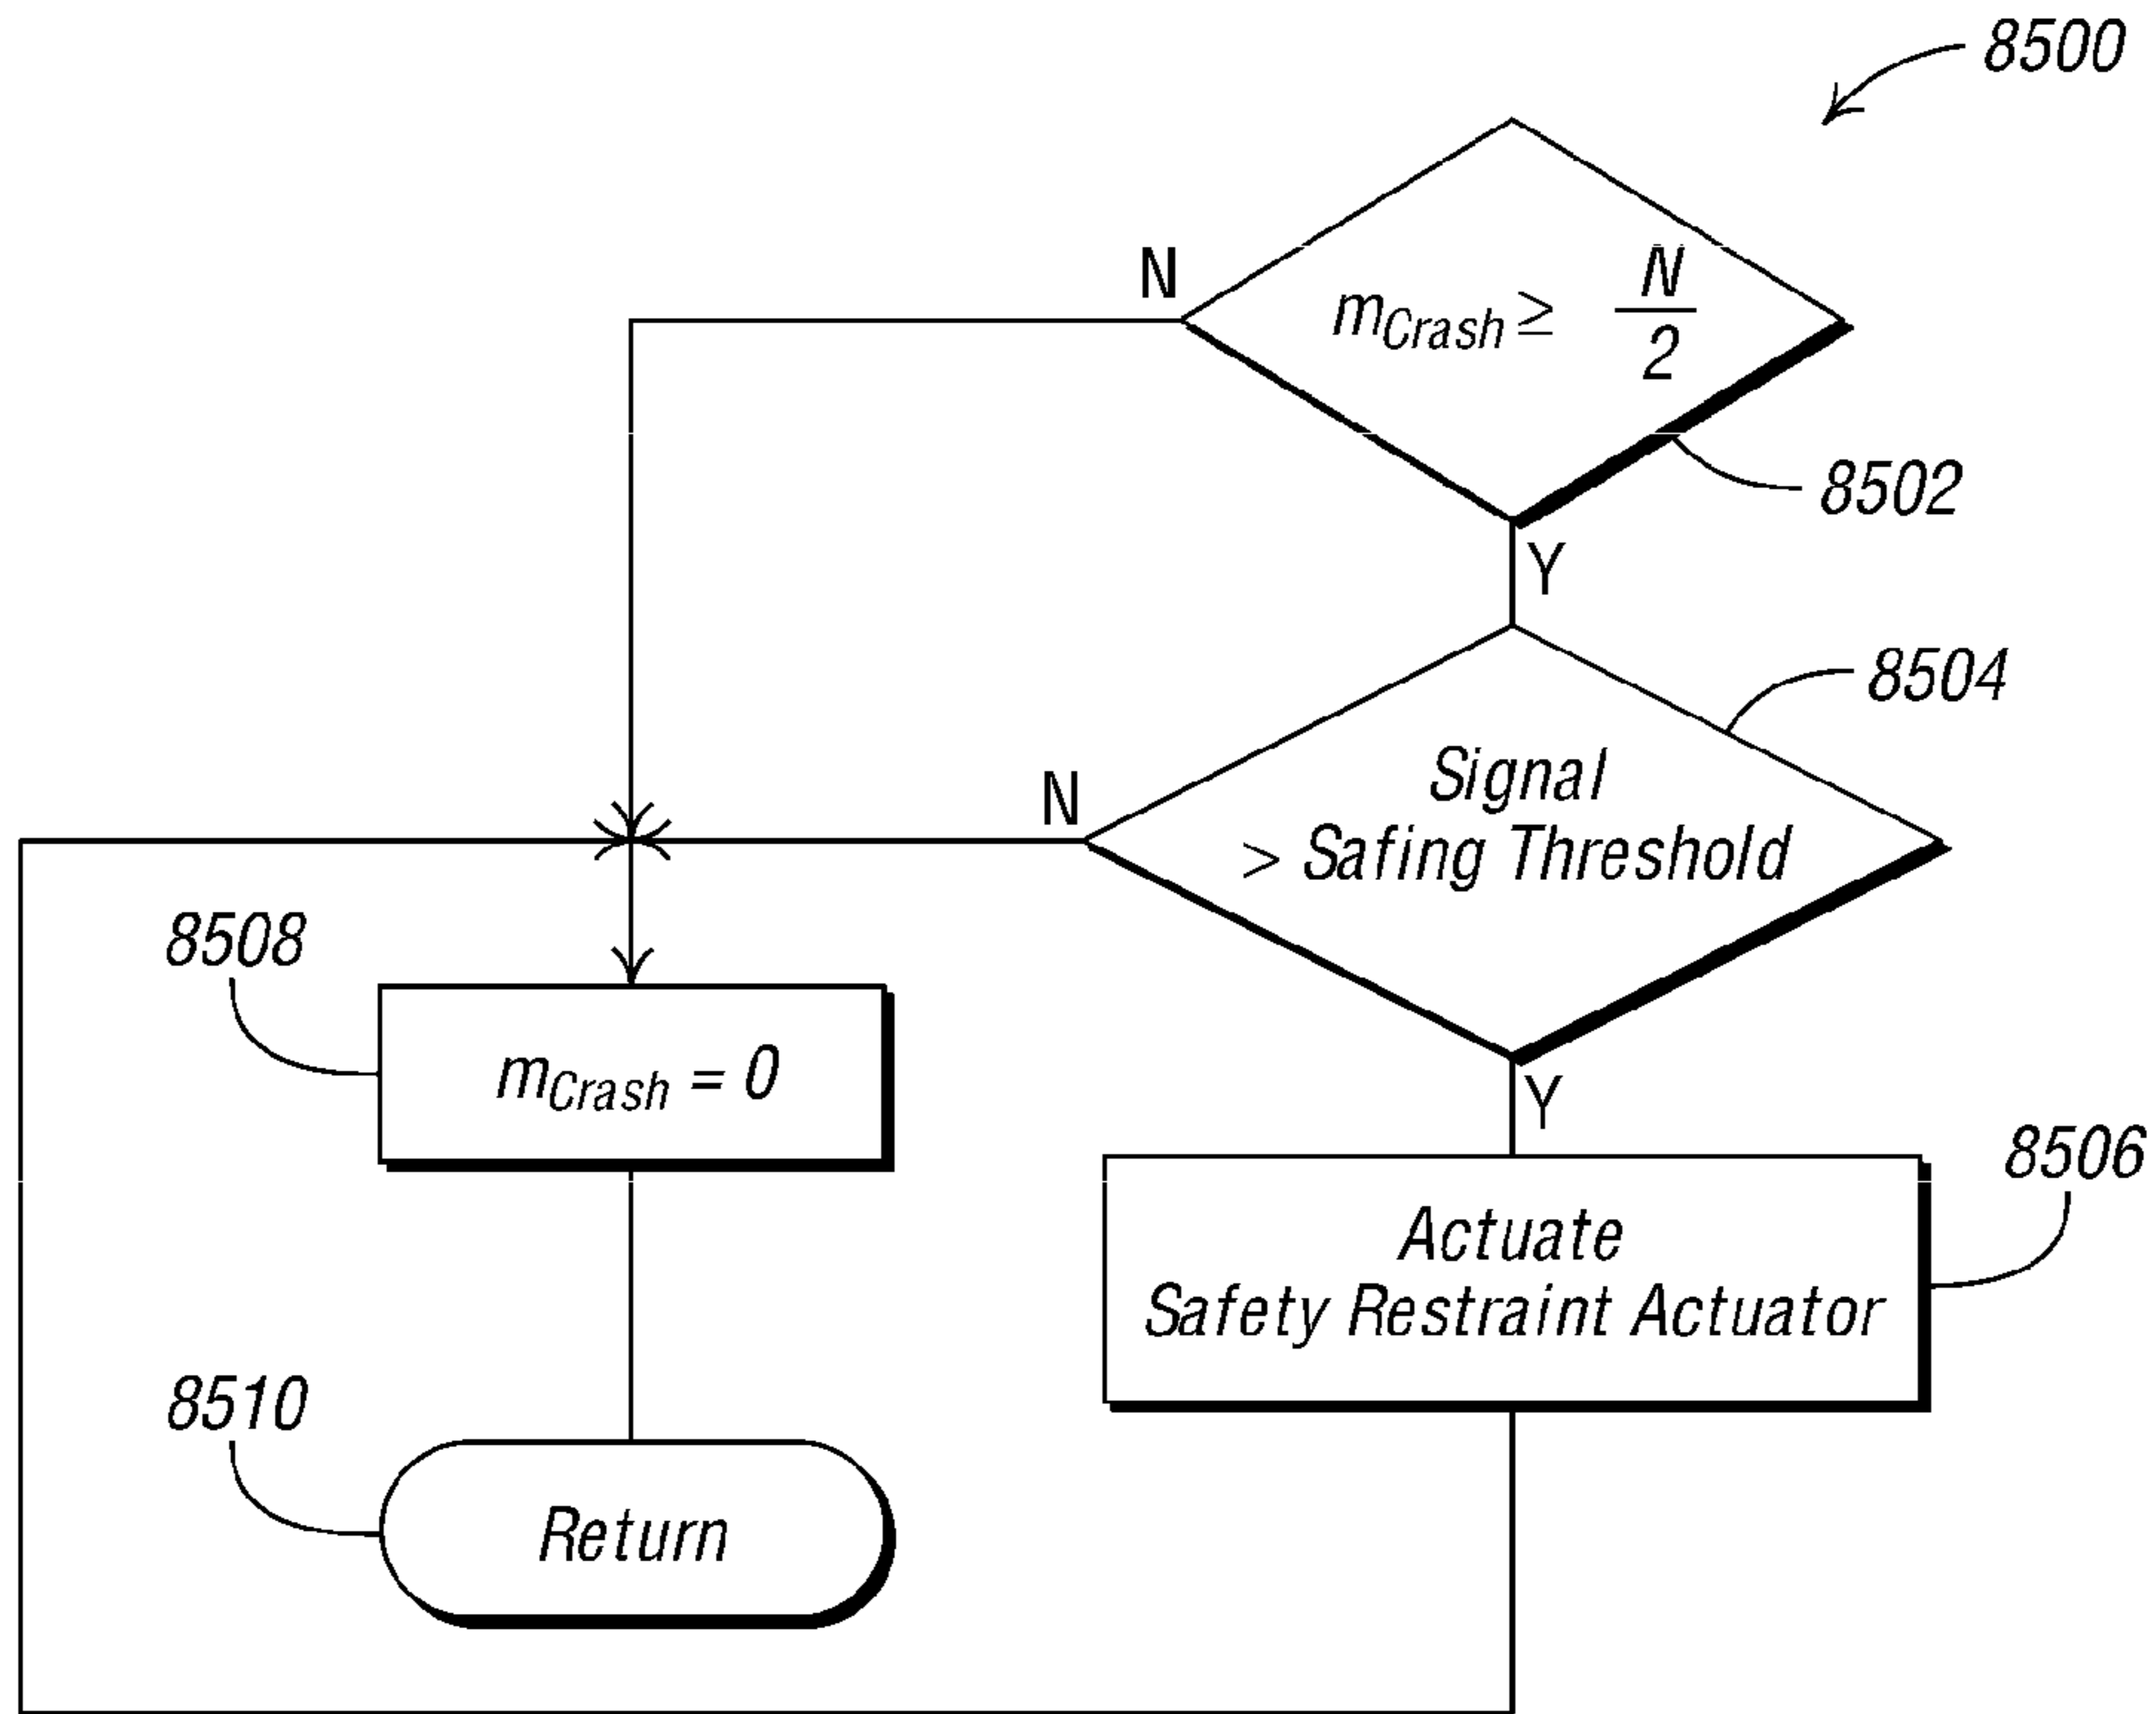 8500
N
m_Crash ≥ N/2
8502
Y
8504
N
Signal
> Safing Threshold
8508
m_Crash = 0
Y
8506
Actuate
Safety Restraint Actuator
8510
Return